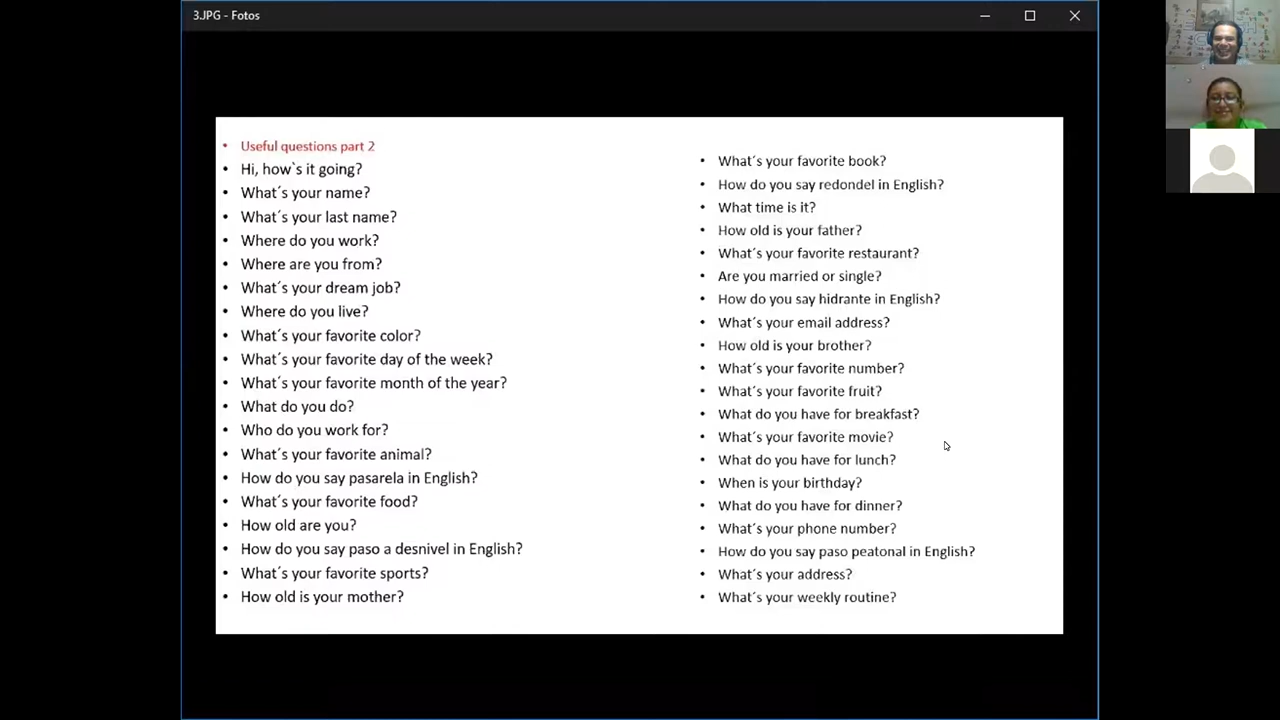 3.JPG - Fotos
Useful questions part 2
Hi, how`s it going?
What´s your name?
What´s your last name?
Where do you work?
Where are you from?
What´s your dream job?
Where do you live?
What´s your favorite color?
What´s your favorite day of the week?
What´s your favorite month of the year?
What do you do?
Who do you work for?
What´s your favorite animal?
How do you say pasarela in English?
What´s your favorite food?
How old are you?
How do you say paso a desnivel in English?
What´s your favorite sports?
How old is your mother?
What´s your favorite book?
How do you say redondel in English?
What time is it?
How old is your father?
What´s your favorite restaurant?
Are you married or single?
How do you say hidrante in English?
What´s your email address?
How old is your brother?
What´s your favorite number?
What´s your favorite fruit?
What do you have for breakfast?
What´s your favorite movie?
What do you have for lunch?
When is your birthday?
What do you have for dinner?
What´s your phone number?
How do you say paso peatonal in English?
What´s your address?
What´s your weekly routine?